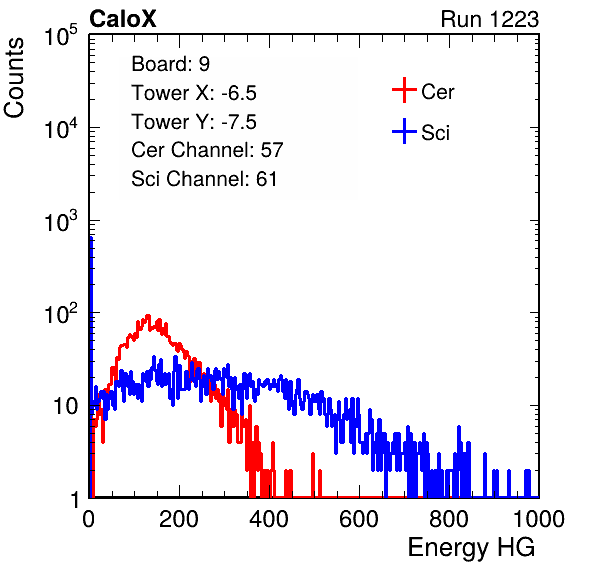 CaloX Run 1223
Board: 9
Tower X: -6.5
Tower Y: -7.5
Cer Channel: 57
Sci Channel: 61
Cer
Sci
Counts
10^5
10^4
10^3
10^2
10
1
0 200 400 600 800 1000
Energy HG